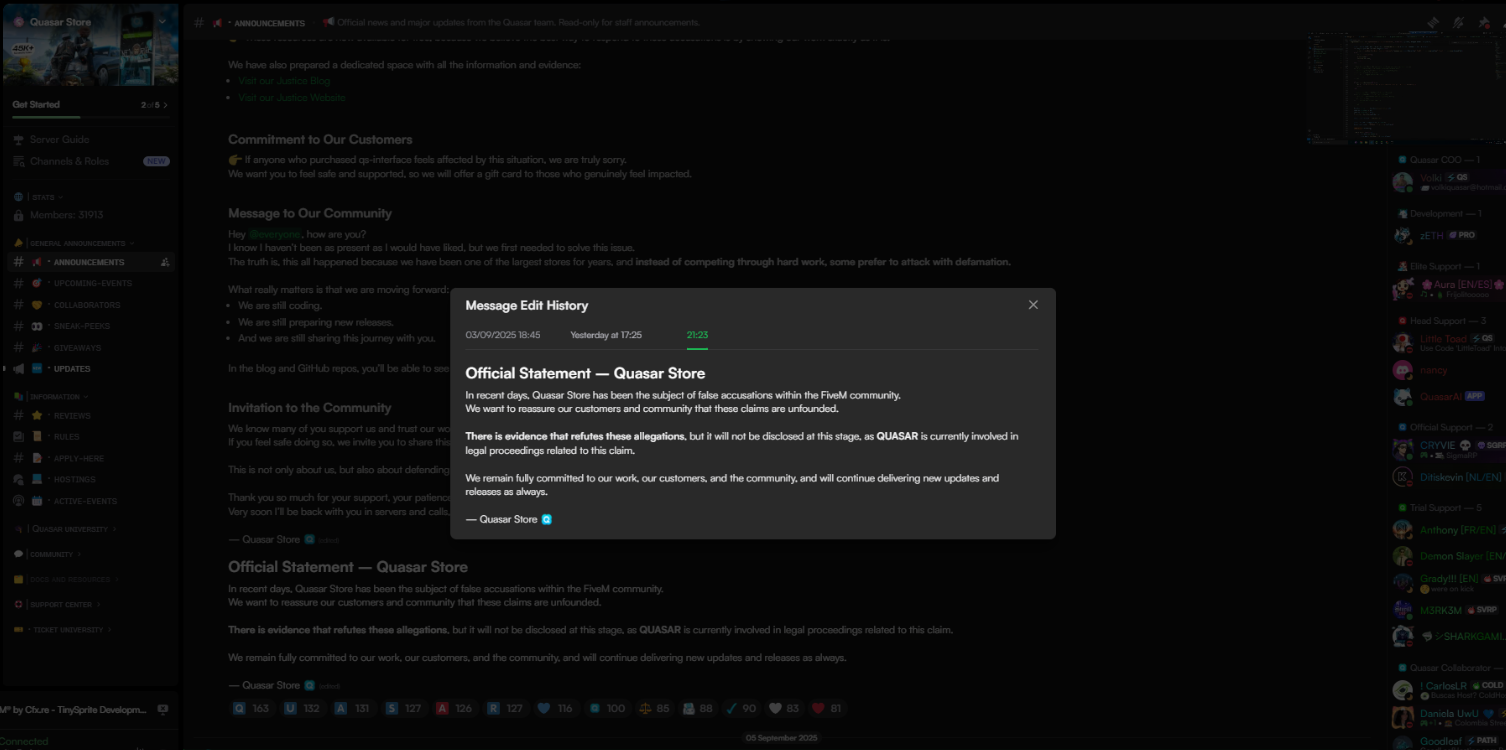 Quasar Store
45K+
Get Started
2 of 5
Server Guide
Channels & Roles
NEW
STATS
Members: 31913
GENERAL ANNOUNCEMENTS
ANNOUNCEMENTS
UPCOMING-EVENTS
COLLABORATORS
SNEAK-PEEKS
GIVEAWAYS
UPDATES
INFORMATION
REVIEWS
RULES
APPLY-HERE
HOSTINGS
ACTIVE-EVENTS
QUASAR UNIVERSITY
COMMUNITY
DOCS AND RESOURCES
SUPPORT CENTER
TICKET UNIVERSITY
by Cfx.re - TinySprite Developm...
Connected
ANNOUNCEMENTS
Official news and major updates from the Quasar team. Read-only for staff announcements.
We have also prepared a dedicated space with all the information and evidence:
• Visit our Justice Blog
• Visit our Justice Website
Commitment to Our Customers
👉 If anyone who purchased qs-interface feels affected by this situation, we are truly sorry.
We want you to feel safe and supported, so we will offer a gift card to those who genuinely feel impacted.
Message to Our Community
Hey @everyone, how are you?
I know I haven't been as present as I would have liked, but we first needed to solve this issue.
The truth is, this all happened because we have been one of the largest stores for years, and instead of competing through hard work, some prefer to attack with defamation.
What really matters is that we are moving forward:
• We are still coding.
• We are still preparing new releases.
• And we are still sharing this journey with you.
In the blog and GitHub repos, you'll be able to see
Invitation to the Community
We know many of you support us and trust our wo
If you feel safe doing so, we invite you to share this
This is not only about us, but also about defending
Thank you so much for your support, your patience
Very soon I'll be back with you in servers and calls
— Quasar Store
Official Statement — Quasar Store
In recent days, Quasar Store has been the subject of false accusations within the FiveM community.
We want to reassure our customers and community that these claims are unfounded.
There is evidence that refutes these allegations, but it will not be disclosed at this stage, as QUASAR is currently involved in legal proceedings related to this claim.
We remain fully committed to our work, our customers, and the community, and will continue delivering new updates and releases as always.
— Quasar Store
Q 163 U 132 A 131 S 127 A 126 R 127 116 100 85 88 90 83 81
05 September 2025
Message Edit History
03/09/2025 18:45 Yesterday at 17:25 21:23
Official Statement — Quasar Store
In recent days, Quasar Store has been the subject of false accusations within the FiveM community.
We want to reassure our customers and community that these claims are unfounded.
There is evidence that refutes these allegations, but it will not be disclosed at this stage, as QUASAR is currently involved in
legal proceedings related to this claim.
We remain fully committed to our work, our customers, and the community, and will continue delivering new updates and
releases as always.
— Quasar Store
Quasar COO — 1
Volki QS
Development — 1
zETH PRO
Elite Support — 1
Aura [EN/ES]
Head Support — 3
Little Toad QS
nancy
QuasarAI APP
Official Support — 2
CRYVIE
Ditiskevin [NL/EN]
Trial Support — 5
Anthony [FR/EN]
Demon Slayer [EN/
Grady!!! [EN]
M3RK3M SVRP
SHARKGAML
Quasar Collaborator —
! CarlosLR COLD
Daniela UwU
Goodleaf PATH